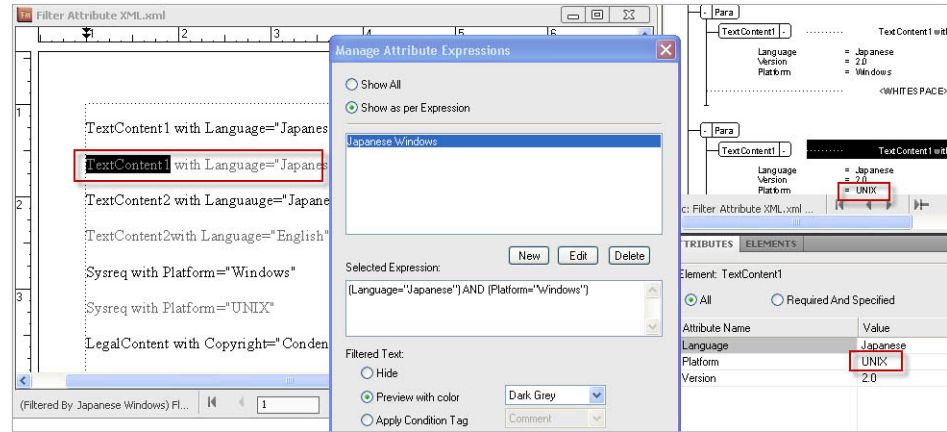 Fm Filter Attribute XML.xml
1 2 3 6
TextContent1 with Language="Japanes
TextContent1 with Language="Japanes
TextContent2 with Languauge="Japane
TextContent2with Language="English"
Sysreq with Platform="Windows"
Sysreq with Platform="UNIX"
LegalContent with Copyright="Conden
1
2
3
(Filtered By Japanese Windows) Fl...
1
Manage Attribute Expressions
Show All
Show as per Expression
Japanese Windows
New Edit Delete
Selected Expression:
(Language="Japanese") AND (Platform="Windows")
Filtered Text:
Hide
Preview with color Dark Grey
Apply Condition Tag Comment
Para
TextContent1 TextContent1 wit
Language = Japanese
Version = 2.0
Platform = Windows
<WHITESPACE>
Para
TextContent1 TextContent1 wit
Language = Japanese
Version = 2.0
Platform = UNIX
c: Filter Attribute XML.xml ...
TRIBUTES ELEMENTS
Element: TextContent1
All Required And Specified
Attribute Name Value
Language Japanese
Platform UNIX
Version 2.0